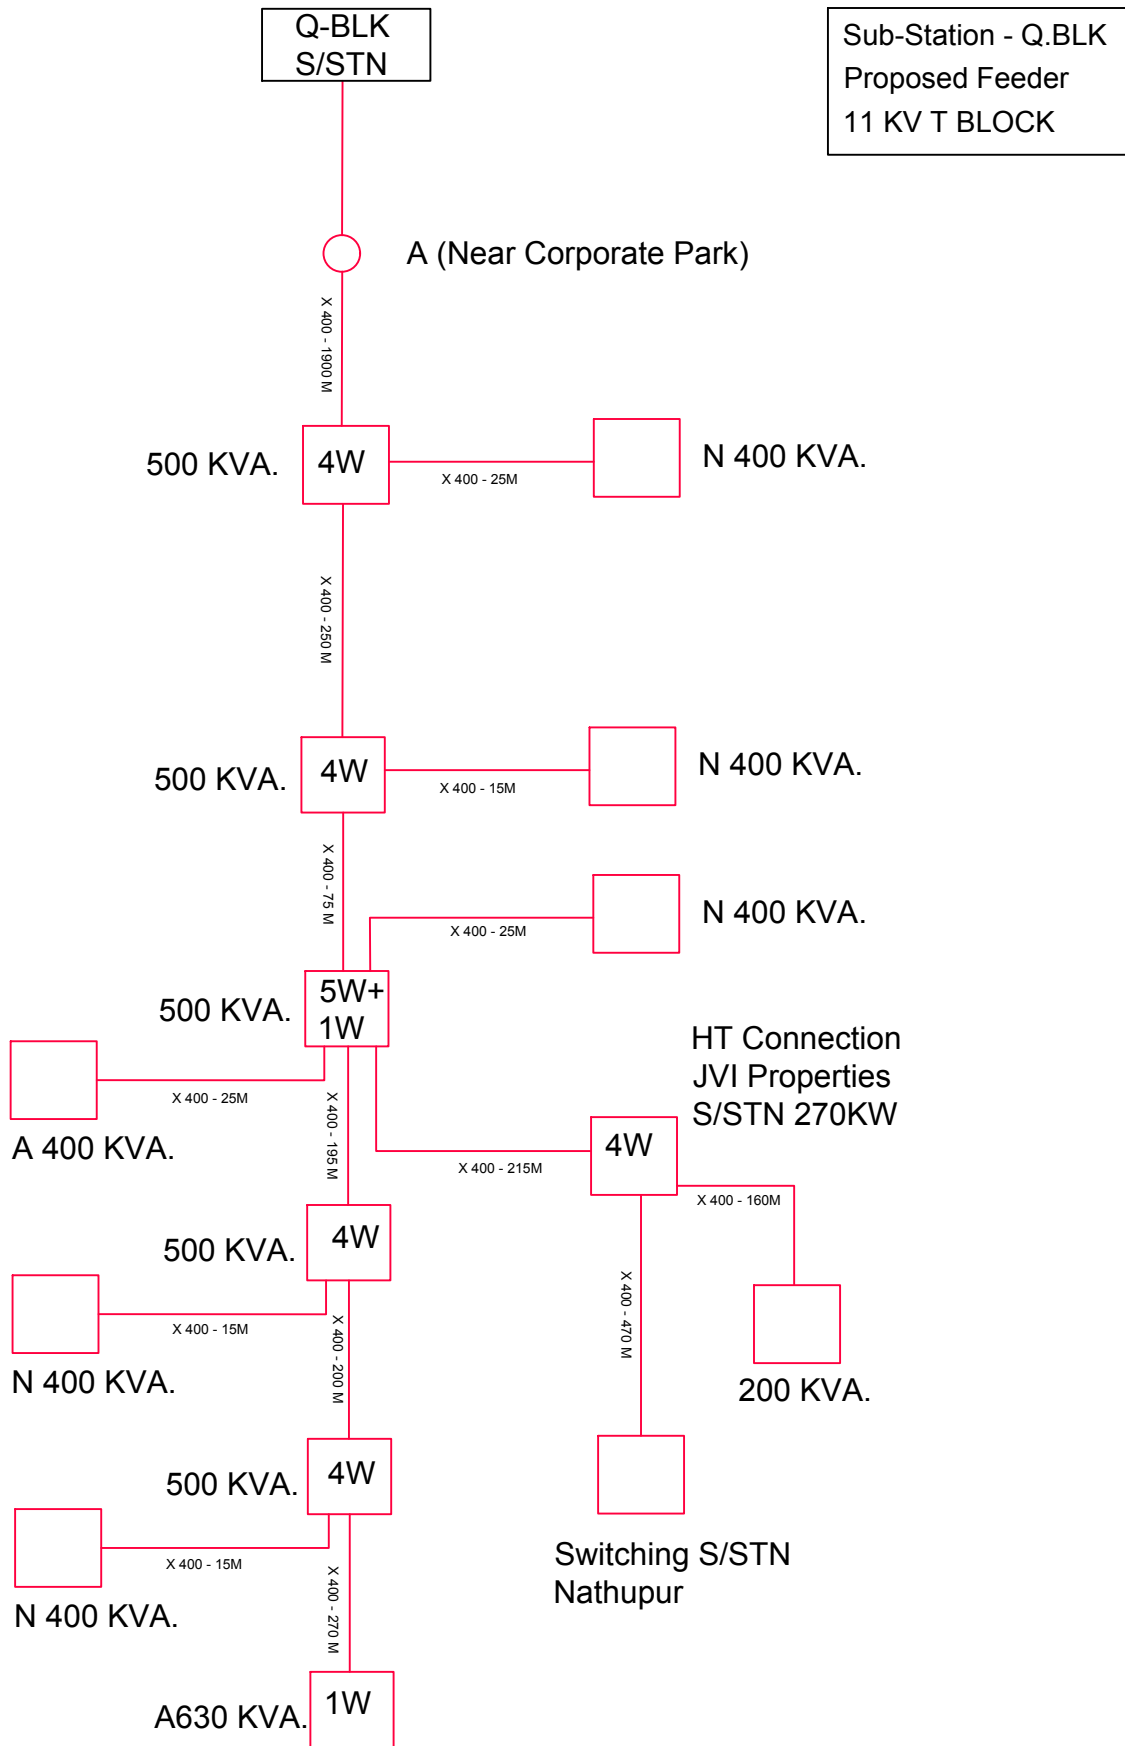 Q-BLK
S/STN
Sub-Station - Q.BLK
Proposed Feeder
11 KV T BLOCK
A (Near Corporate Park)
X 400 - 1900 M
500 KVA.
4W
X 400 - 25M
N 400 KVA.
X 400 - 250 M
500 KVA.
4W
X 400 - 15M
N 400 KVA.
X 400 - 75 M
X 400 - 25M
N 400 KVA.
500 KVA.
5W+
1W
X 400 - 25M
A 400 KVA.
X 400 - 195 M
HT Connection
JVI Properties
S/STN 270KW
X 400 - 215M
4W
X 400 - 160M
500 KVA.
4W
X 400 - 15M
N 400 KVA.
X 400 - 200 M
X 400 - 470 M
200 KVA.
500 KVA.
4W
X 400 - 15M
N 400 KVA.
X 400 - 270 M
Switching S/STN
Nathupur
A630 KVA.
1W